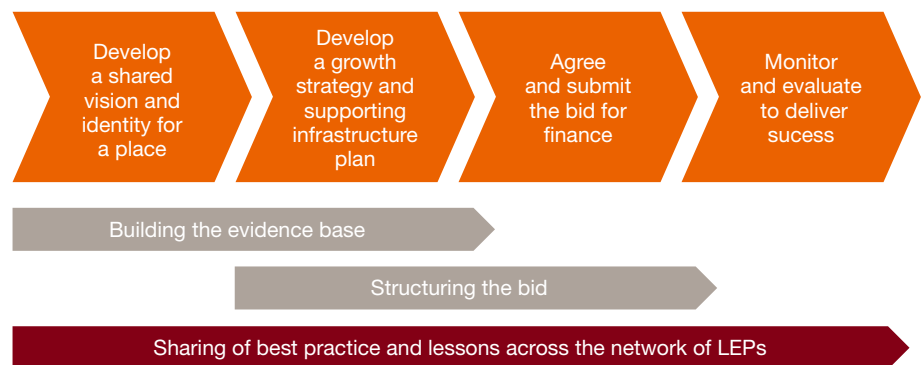 Develop
a shared
vision and
identity for
a place
Develop
a growth
strategy and
supporting
infrastructure
plan
Agree
and submit
the bid for
finance
Monitor
and evaluate
to deliver
sucess
Building the evidence base
Structuring the bid
Sharing of best practice and lessons across the network of LEPs